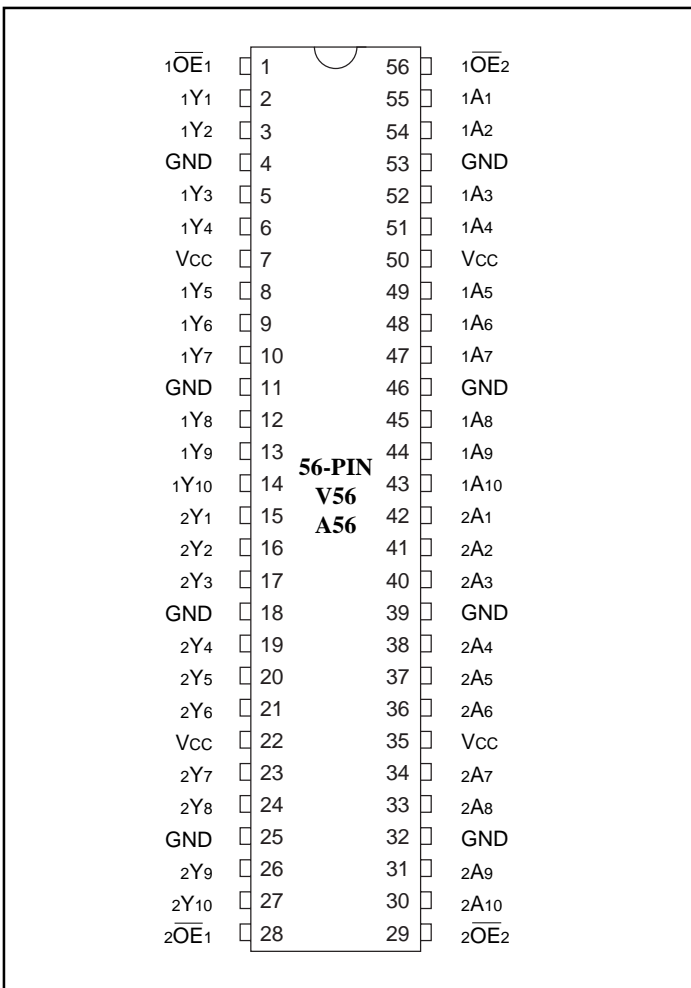 1OE1 1 56 1OE2
1Y1 2 55 1A1
1Y2 3 54 1A2
GND 4 53 GND
1Y3 5 52 1A3
1Y4 6 51 1A4
VCC 7 50 VCC
1Y5 8 49 1A5
1Y6 9 48 1A6
1Y7 10 47 1A7
GND 11 46 GND
1Y8 12 45 1A8
1Y9 13 44 1A9
56-PIN
1Y10 14 43 1A10
V56
2Y1 15 42 2A1
A56
2Y2 16 41 2A2
2Y3 17 40 2A3
GND 18 39 GND
2Y4 19 38 2A4
2Y5 20 37 2A5
2Y6 21 36 2A6
VCC 22 35 VCC
2Y7 23 34 2A7
2Y8 24 33 2A8
GND 25 32 GND
2Y9 26 31 2A9
2Y10 27 30 2A10
2OE1 28 29 2OE2